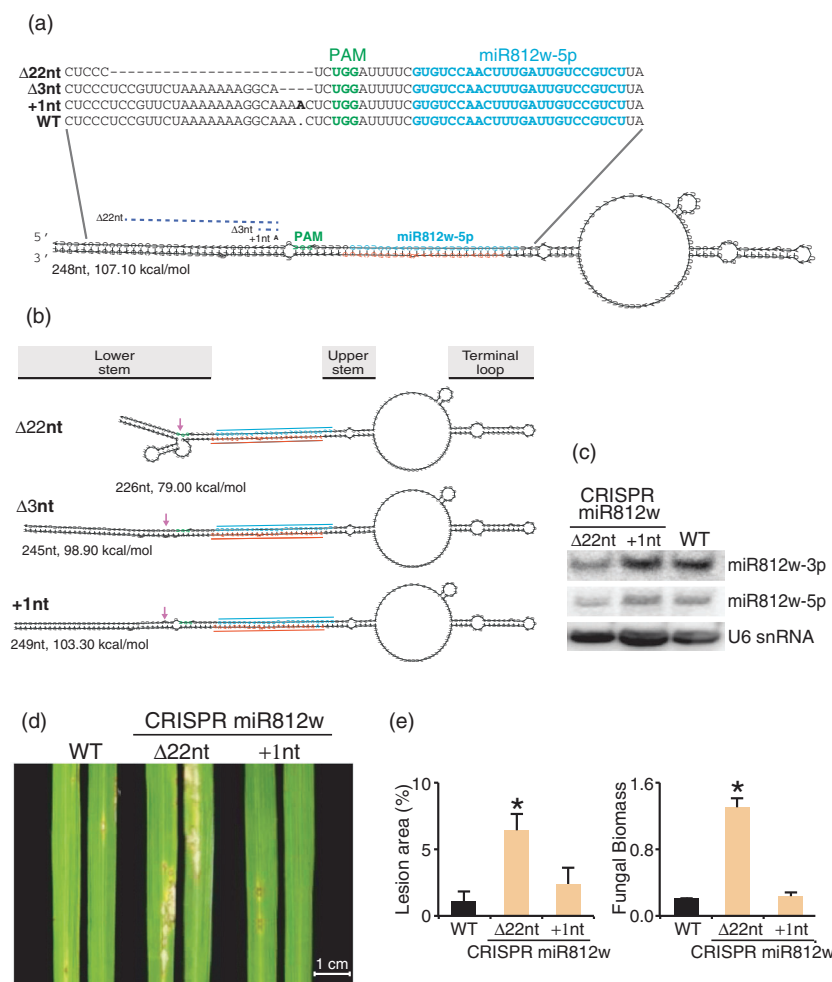 (a)
PAM miR812w-5p
Δ22nt CUCCC----------------------UCUGGAUUUUCGUGUCCAACUUUGAUUGUCCGUCUUA
Δ3nt CUCCCUCCGUUCUAAAAAAAGGCA----UCUGGAUUUUCGUGUCCAACUUUGAUUGUCCGUCUUA
+1nt CUCCCUCCGUUCUAAAAAAAGGCAAAACUCUGGAUUUUCGUGUCCAACUUUGAUUGUCCGUCUUA
WT CUCCCUCCGUUCUAAAAAAAGGCAAA.CUCUGGAUUUUCGUGUCCAACUUUGAUUGUCCGUCUUA
Δ22nt
Δ3nt
+1nt A
PAM miR812w-5p
5 '
3 '
248nt, 107.10 kcal/mol
(b)
Lower stem
Upper stem
Terminal loop
Δ22nt
226nt, 79.00 kcal/mol
Δ3nt
245nt, 98.90 kcal/mol
+1nt
249nt, 103.30 kcal/mol
(c)
CRISPR
miR812w
Δ22nt +1nt WT
miR812w-3p
miR812w-5p
U6 snRNA
(d)
CRISPR miR812w
WT Δ22nt +1nt
1 cm
(e)
Lesion area (%)
10
5
0
*
WT Δ22nt +1nt
CRISPR miR812w
Fungal Biomass
1.6
1.2
0.4
0
*
WT Δ22nt +1nt
CRISPR miR812w